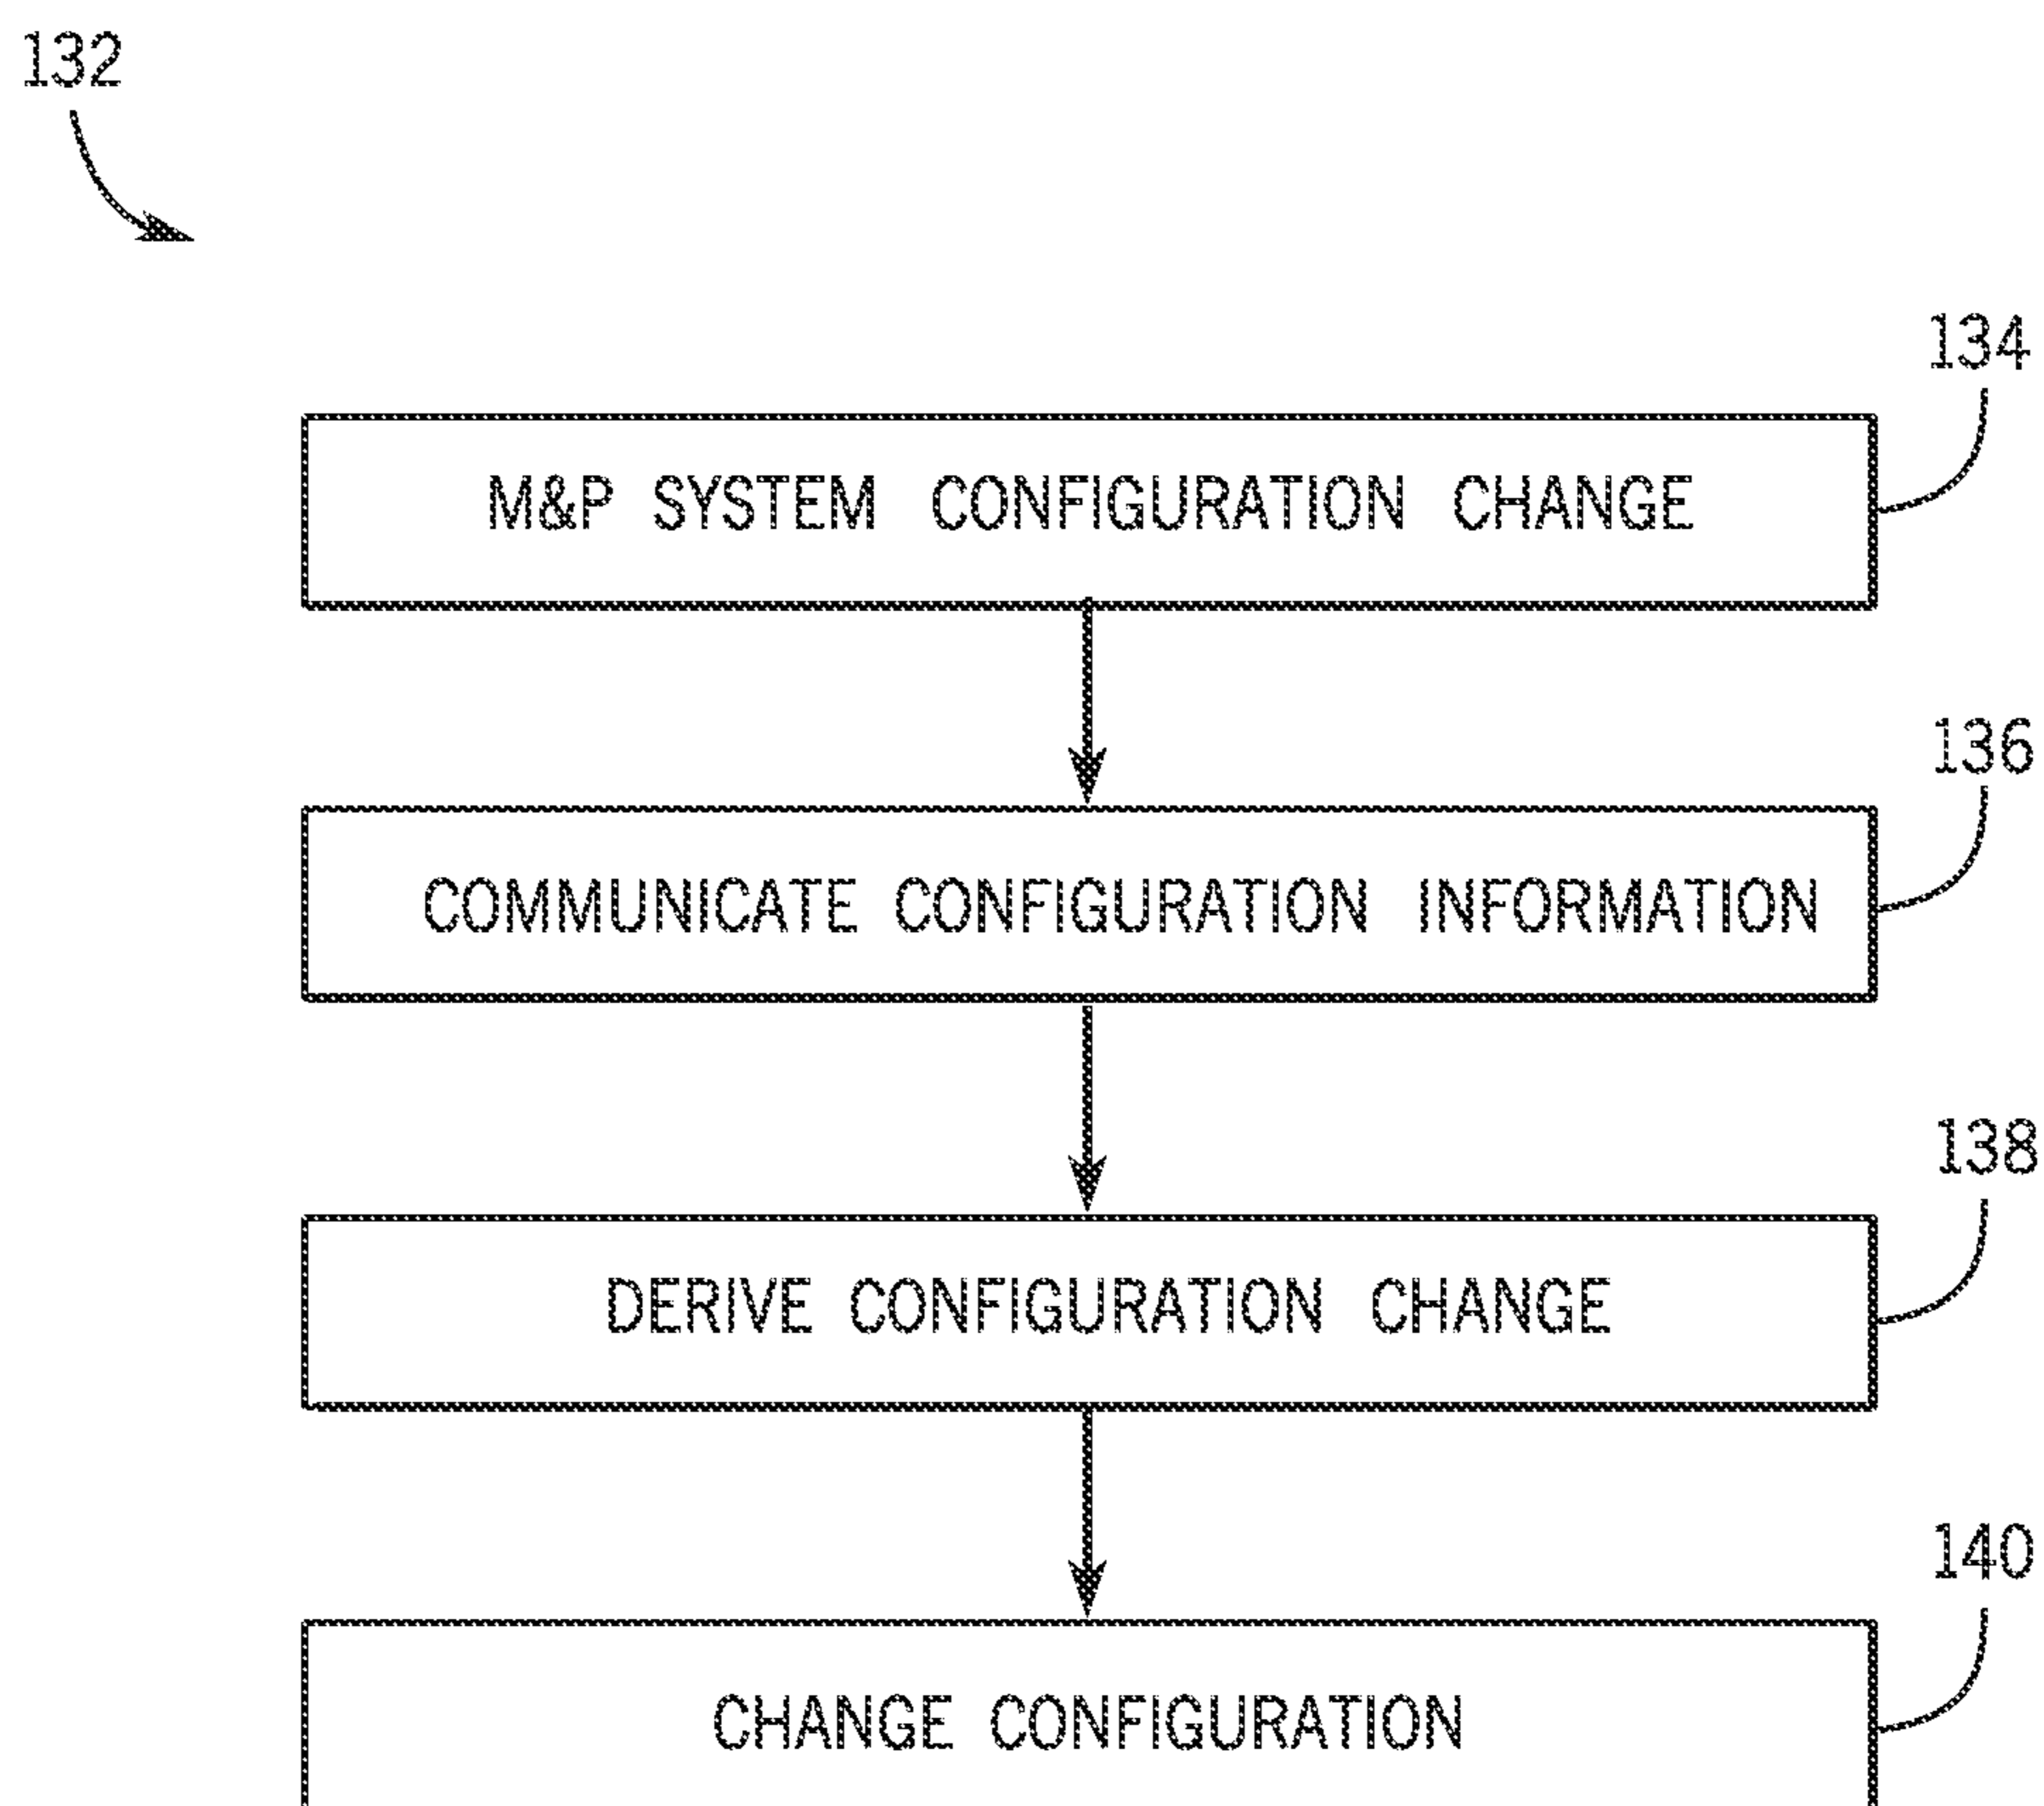 132
134
M&P SYSTEM CONFIGURATION CHANGE
136
COMMUNICATE CONFIGURATION INFORMATION
138
DERIVE CONFIGURATION CHANGE
140
CHANGE CONFIGURATION